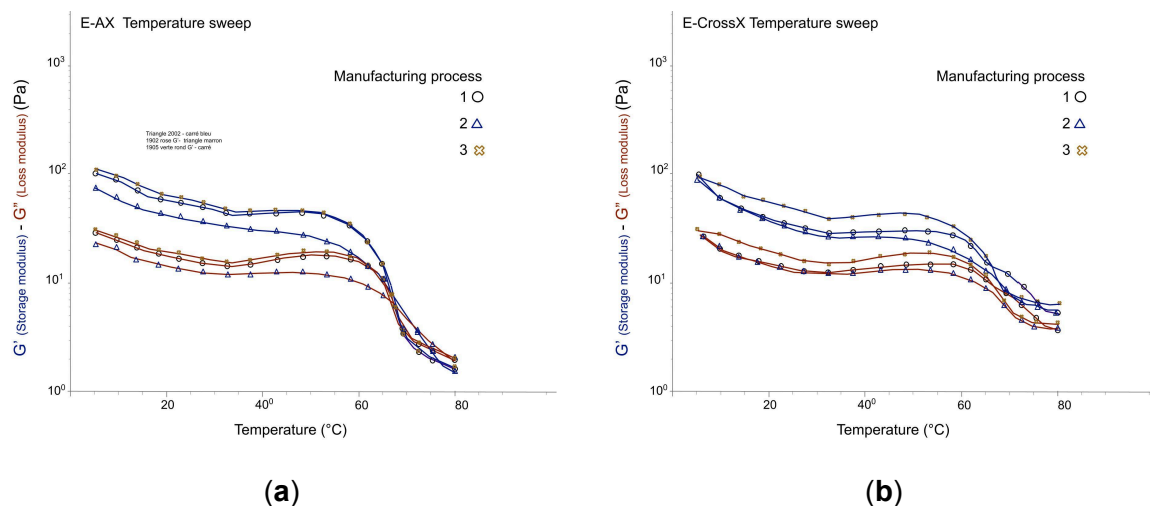 E-AX Temperature sweep
10³
10²
10¹
10⁰
G' (Storage modulus) - G" (Loss modulus) (Pa)
Manufacturing process
1
2
3
Triangle 2002 - carré bleu
1902 rose G'- triangle marron
1905 verte rond G' - carré
20
40⁰
60
80
Temperature (°C)
(a)
E-CrossX Temperature sweep
10³
10²
10¹
10⁰
G' (Storage modulus) - G" (Loss modulus) (Pa)
Manufacturing process
1
2
3
20
40⁰
60
80
Temperature (°C)
(b)